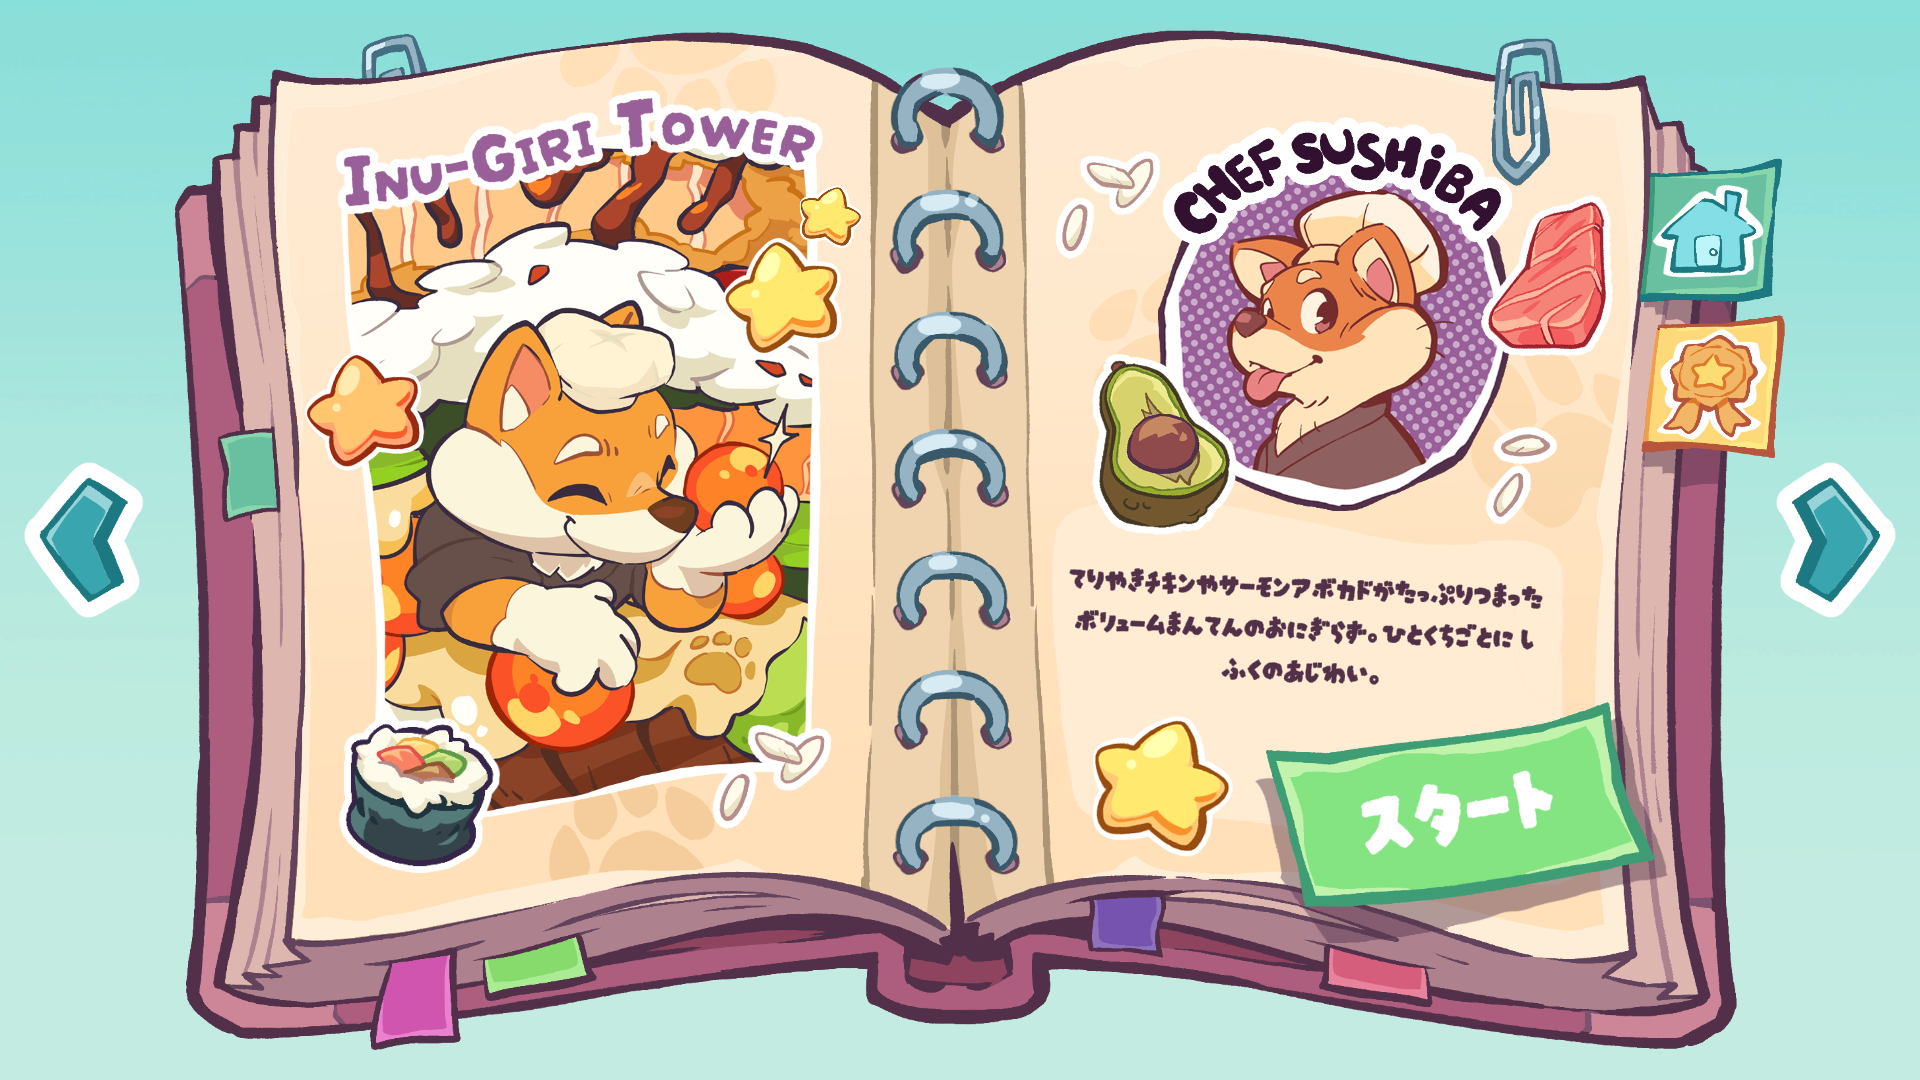 INU-GIRI TOWER
CHEF SUSHiBA
てりやきチキンやサーモンアボカドがたっぷりつまった
ボリュームまんてんのおにぎらず。ひとくちごとにし
ふくのあじわい。
スタート